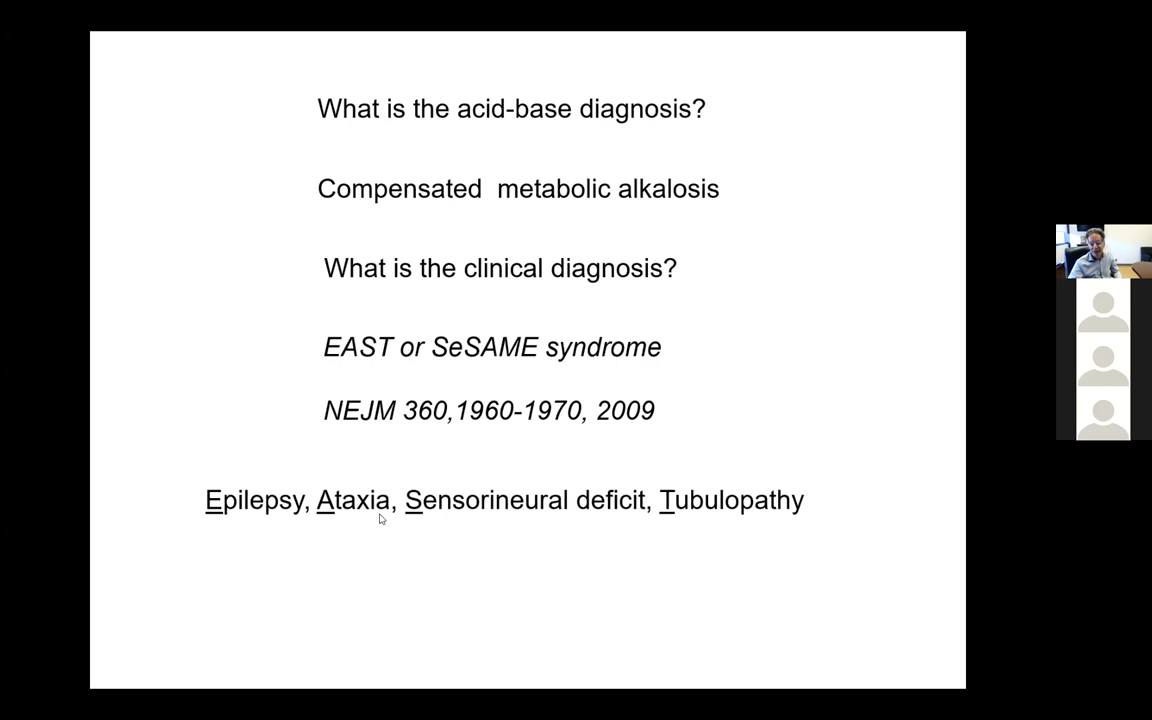 What is the acid-base diagnosis?
Compensated  metabolic alkalosis
What is the clinical diagnosis?
EAST or SeSAME syndrome
NEJM 360,1960-1970, 2009
Epilepsy, Ataxia, Sensorineural deficit, Tubulopathy